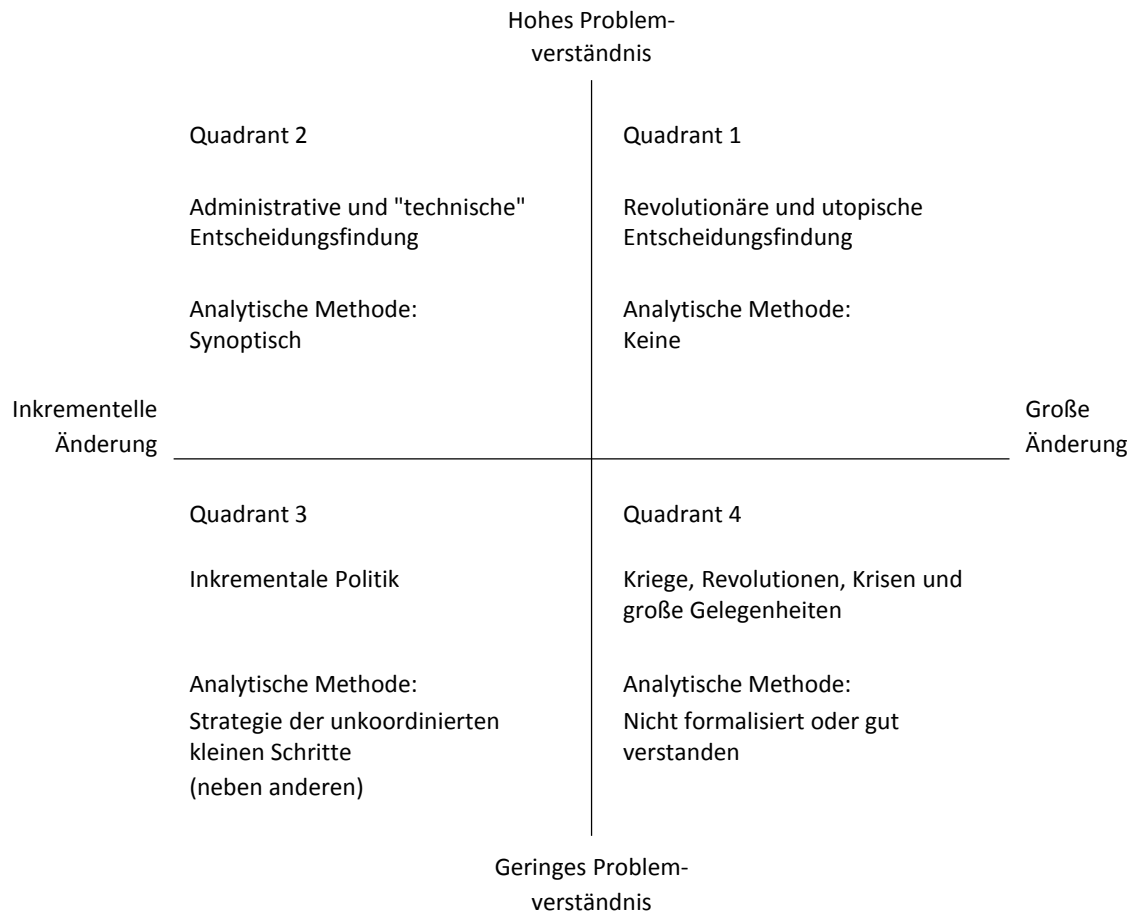 Hohes Problem-
verständnis
Quadrant 2
Administrative und "technische"
Entscheidungsfindung
Analytische Methode:
Synoptisch
Quadrant 1
Revolutionäre und utopische
Entscheidungsfindung
Analytische Methode:
Keine
Inkrementelle
Änderung
Große
Änderung
Quadrant 3
Inkrementale Politik
Analytische Methode:
Strategie der unkoordinierten
kleinen Schritte
(neben anderen)
Quadrant 4
Kriege, Revolutionen, Krisen und
große Gelegenheiten
Analytische Methode:
Nicht formalisiert oder gut
verstanden
Geringes Problem-
verständnis